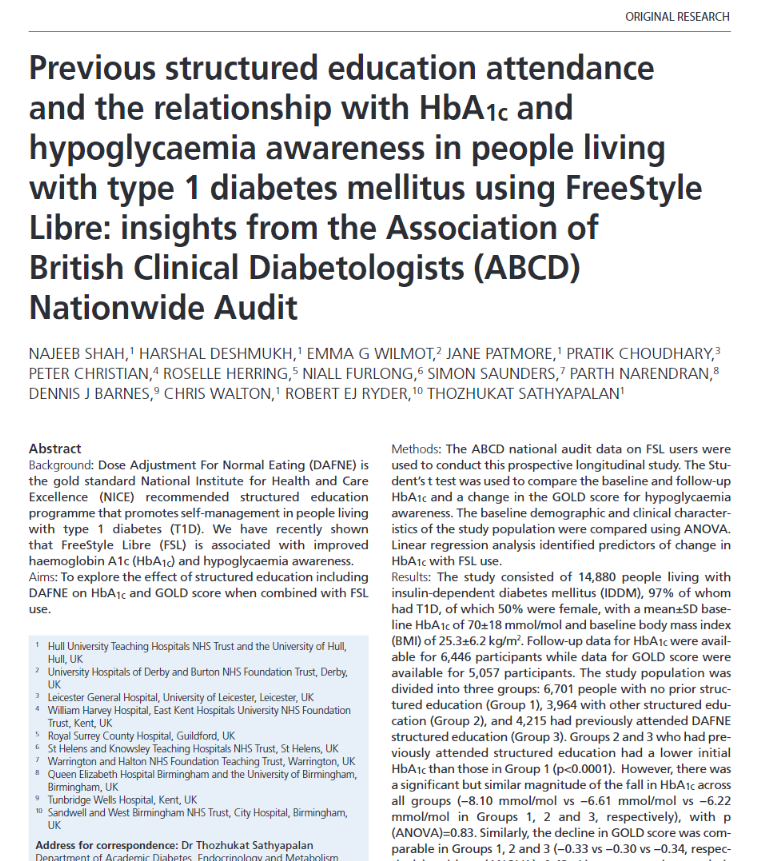 ORIGINAL RESEARCH
Previous structured education attendance
and the relationship with HbA1c and
hypoglycaemia awareness in people living
with type 1 diabetes mellitus using FreeStyle
Libre: insights from the Association of
British Clinical Diabetologists (ABCD)
Nationwide Audit
NAJEEB SHAH,1 HARSHAL DESHMUKH,1 EMMA G WILMOT,2 JANE PATMORE,1 PRATIK CHOUDHARY,3
PETER CHRISTIAN,4 ROSELLE HERRING,5 NIALL FURLONG,6 SIMON SAUNDERS,7 PARTH NARENDRAN,8
DENNIS J BARNES,9 CHRIS WALTON,1 ROBERT EJ RYDER,10 THOZHUKAT SATHYAPALAN1
Abstract
Background: Dose Adjustment For Normal Eating (DAFNE) is
the gold standard National Institute for Health and Care
Excellence (NICE) recommended structured education
programme that promotes self-management in people living
with type 1 diabetes (T1D). We have recently shown
that FreeStyle Libre (FSL) is associated with improved
haemoglobin A1c (HbA1c) and hypoglycaemia awareness.
Aims: To explore the effect of structured education including
DAFNE on HbA1c and GOLD score when combined with FSL
use.
1 Hull University Teaching Hospitals NHS Trust and the University of Hull,
Hull, UK
2 University Hospitals of Derby and Burton NHS Foundation Trust, Derby,
UK
3 Leicester General Hospital, University of Leicester, Leicester, UK
4 William Harvey Hospital, East Kent Hospitals University NHS Foundation
Trust, Kent, UK
5 Royal Surrey County Hospital, Guildford, UK
6 St Helens and Knowsley Teaching Hospitals NHS Trust, St Helens, UK
7 Warrington and Halton NHS Foundation Teaching Trust, Warrington, UK
8 Queen Elizabeth Hospital Birmingham and the University of Birmingham,
Birmingham, UK
9 Tunbridge Wells Hospital, Kent, UK
10 Sandwell and West Birmingham NHS Trust, City Hospital, Birmingham,
UK
Address for correspondence: Dr Thozhukat Sathyapalan
Department of Academic Diabetes, Endocrinology and Metabolism,
Methods: The ABCD national audit data on FSL users were
used to conduct this prospective longitudinal study. The Stu-
dent's t test was used to compare the baseline and follow-up
HbA1c and a change in the GOLD score for hypoglycaemia
awareness. The baseline demographic and clinical character-
istics of the study population were compared using ANOVA.
Linear regression analysis identified predictors of change in
HbA1c with FSL use.
Results: The study consisted of 14,880 people living with
insulin-dependent diabetes mellitus (IDDM), 97% of whom
had T1D, of which 50% were female, with a mean±SD base-
line HbA1c of 70±18 mmol/mol and baseline body mass index
(BMI) of 25.3±6.2 kg/m². Follow-up data for HbA1c were avail-
able for 6,446 participants while data for GOLD score were
available for 5,057 participants. The study population was
divided into three groups: 6,701 people with no prior struc-
tured education (Group 1), 3,964 with other structured edu-
cation (Group 2), and 4,215 had previously attended DAFNE
structured education (Group 3). Groups 2 and 3 who had pre-
viously attended structured education had a lower initial
HbA1c than those in Group 1 (p<0.0001). However, there was
a significant but similar magnitude of the fall in HbA1c across
all groups (−8.10 mmol/mol vs −6.61 mmol/mol vs −6.22
mmol/mol in Groups 1, 2 and 3, respectively), with p
(ANOVA)=0.83. Similarly, the decline in GOLD score was com-
parable in Groups 1, 2 and 3 (−0.33 vs −0.30 vs −0.34, respec-